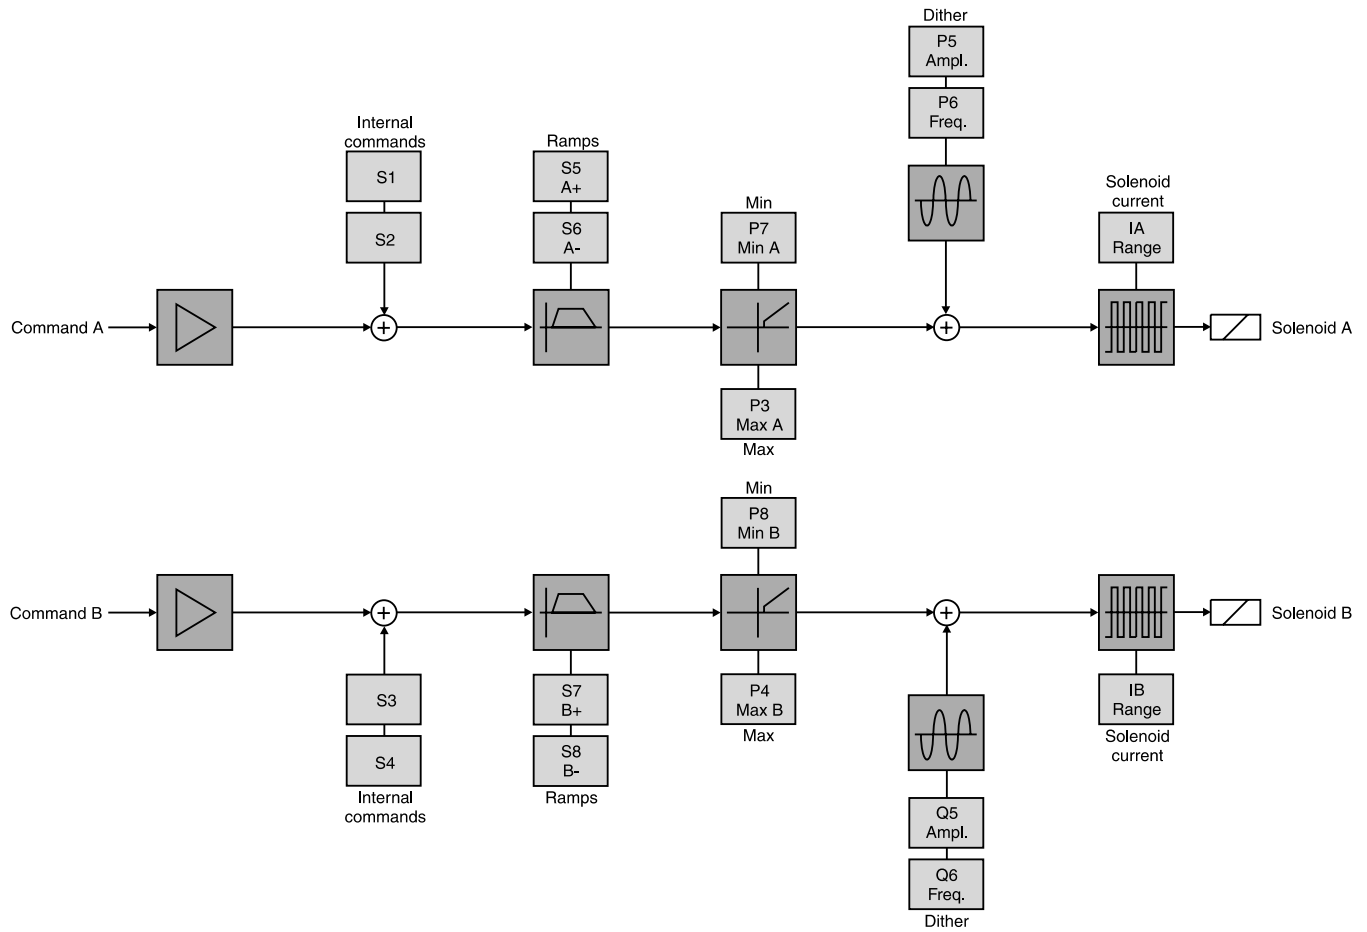 Dither
P5
Ampl.
P6
Freq.
Internal
commands
S1
S2
Ramps
S5
A+
S6
A-
Min
P7
Min A
Solenoid
current
IA
Range
Command A
+
+
Solenoid A
P3
Max A
Max
Min
P8
Min B
Command B
+
+
Solenoid B
S3
S4
Internal
commands
S7
B+
S8
B-
Ramps
P4
Max B
Max
IB
Range
Solenoid
current
Q5
Ampl.
Q6
Freq.
Dither